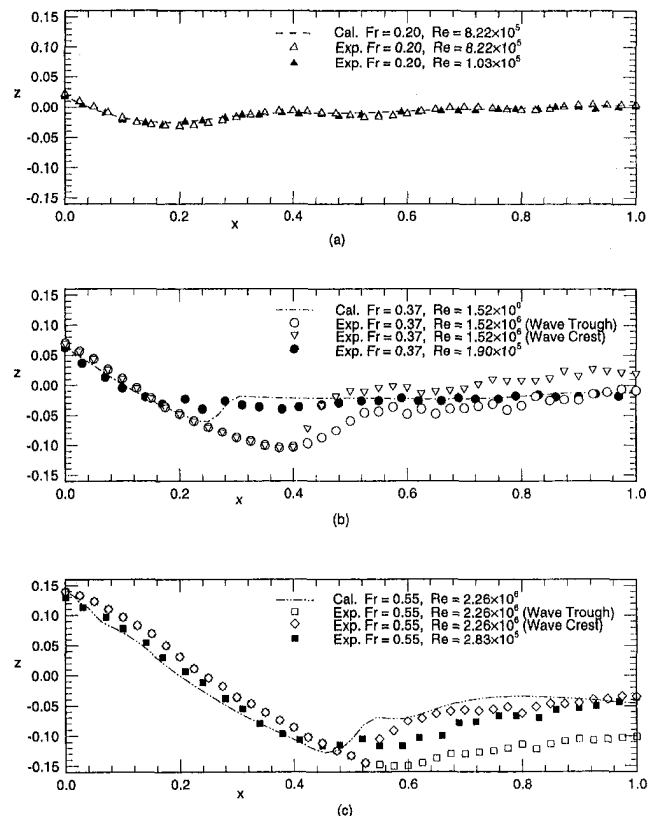 0.15
0.10
0.05
z 0.00
-0.05
-0.10
-0.15
Cal. Fr = 0.20, Re = 8.22×10⁵
Exp. Fr = 0.20, Re = 8.22×10⁵
Exp. Fr = 0.20, Re = 1.03×10⁵
0.0 0.2 0.4 0.6 0.8 1.0
x
(a)
0.15
0.10
0.05
z 0.00
-0.05
-0.10
-0.15
Cal. Fr = 0.37, Re = 1.52×10⁶
Exp. Fr = 0.37, Re = 1.52×10⁶ (Wave Trough)
Exp. Fr = 0.37, Re = 1.52×10⁶ (Wave Crest)
Exp. Fr = 0.37, Re = 1.90×10⁵
0.0 0.2 0.4 0.6 0.8 1.0
x
(b)
0.15
0.10
0.05
z 0.00
-0.05
-0.10
-0.15
Cal. Fr = 0.55, Re = 2.26×10⁶
Exp. Fr = 0.55, Re = 2.26×10⁶ (Wave Trough)
Exp. Fr = 0.55, Re = 2.26×10⁶ (Wave Crest)
Exp. Fr = 0.55, Re = 2.83×10⁵
0.0 0.2 0.4 0.6 0.8 1.0
x
(c)